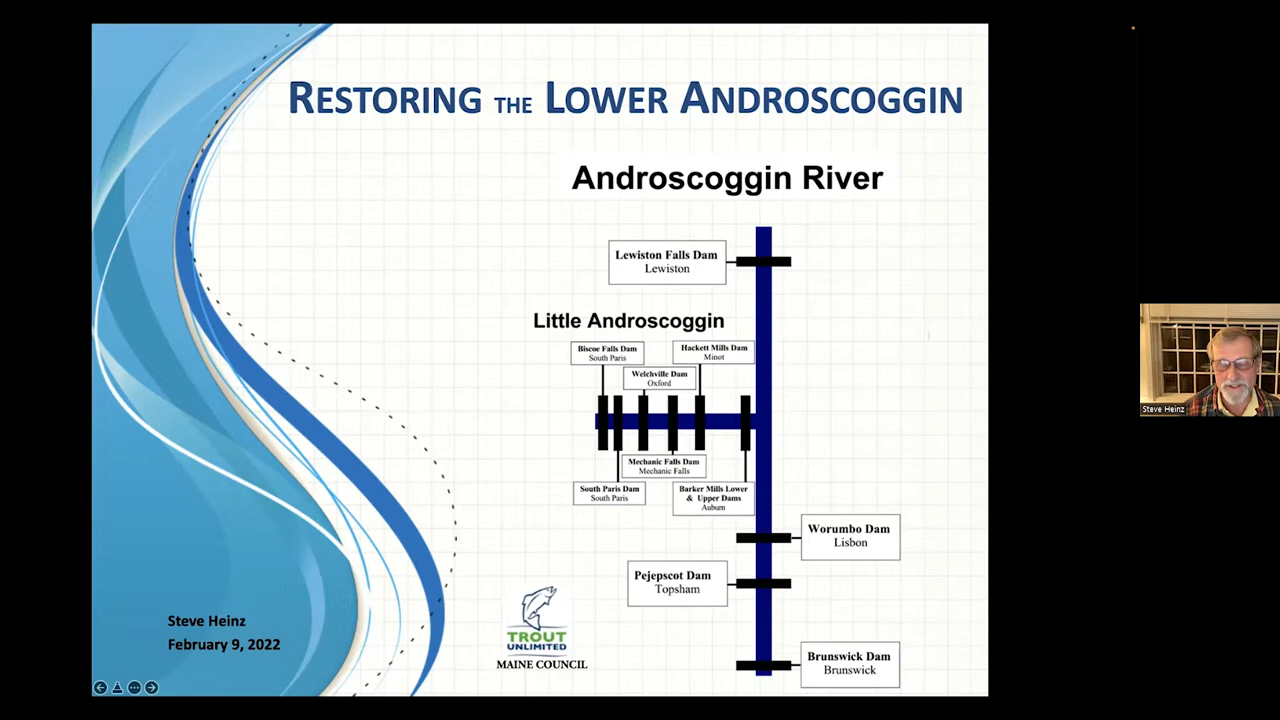 RESTORING THE LOWER ANDROSCOGGIN
Androscoggin River
Lewiston Falls Dam
Lewiston
Little Androscoggin
Biscoe Falls Dam
South Paris
Hackett Mills Dam
Minot
Welchville Dam
Oxford
Mechanic Falls Dam
Mechanic Falls
South Paris Dam
South Paris
Barker Mills Lower
& Upper Dams
Auburn
Worumbo Dam
Lisbon
Pejepscot Dam
Topsham
Brunswick Dam
Brunswick
Steve Heinz
February 9, 2022
TROUT
UNLIMITED
MAINE COUNCIL
Steve Heinz